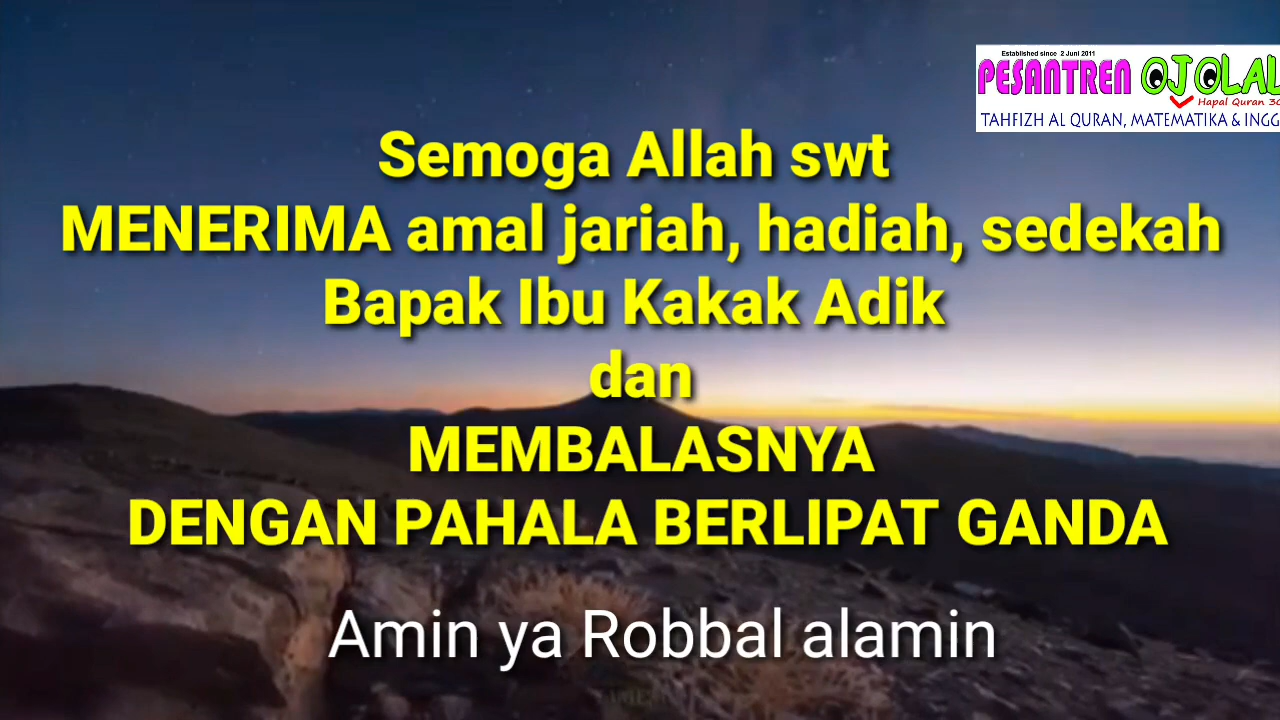 Established since 2 Juni 2011
PESANTREN OJOLAL
Hapal Quran 30
TAHFIZH AL QURAN, MATEMATIKA & INGG
Semoga Allah swt
MENERIMA amal jariah, hadiah, sedekah
Bapak Ibu Kakak Adik
dan
MEMBALASNYA
DENGAN PAHALA BERLIPAT GANDA
Amin ya Robbal alamin